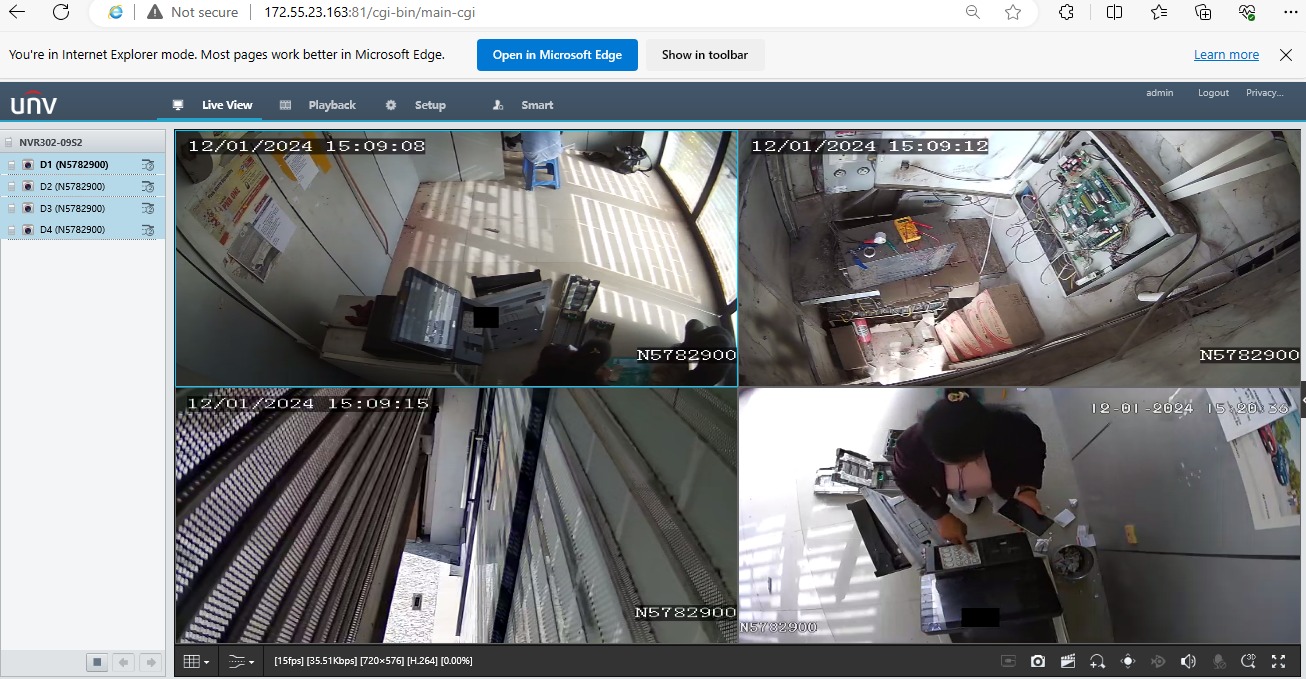 Not secure 172.55.23.163:81/cgi-bin/main-cgi
You're in Internet Explorer mode. Most pages work better in Microsoft Edge. Open in Microsoft Edge Show in toolbar Learn more
unv Live View Playback Setup Smart admin Logout Privacy...
NVR302-09S2
D1 (N5782900)
D2 (N5782900)
D3 (N5782900)
D4 (N5782900)
12/01/2024 15:09:08
N5782900
12/01/2024 15:09:12
N5782900
12/01/2024 15:09:15
N5782900
12-01-2024 15:20:36
N5782900
[15fps] [35.51Kbps] [720×576] [H.264] [0.00%]